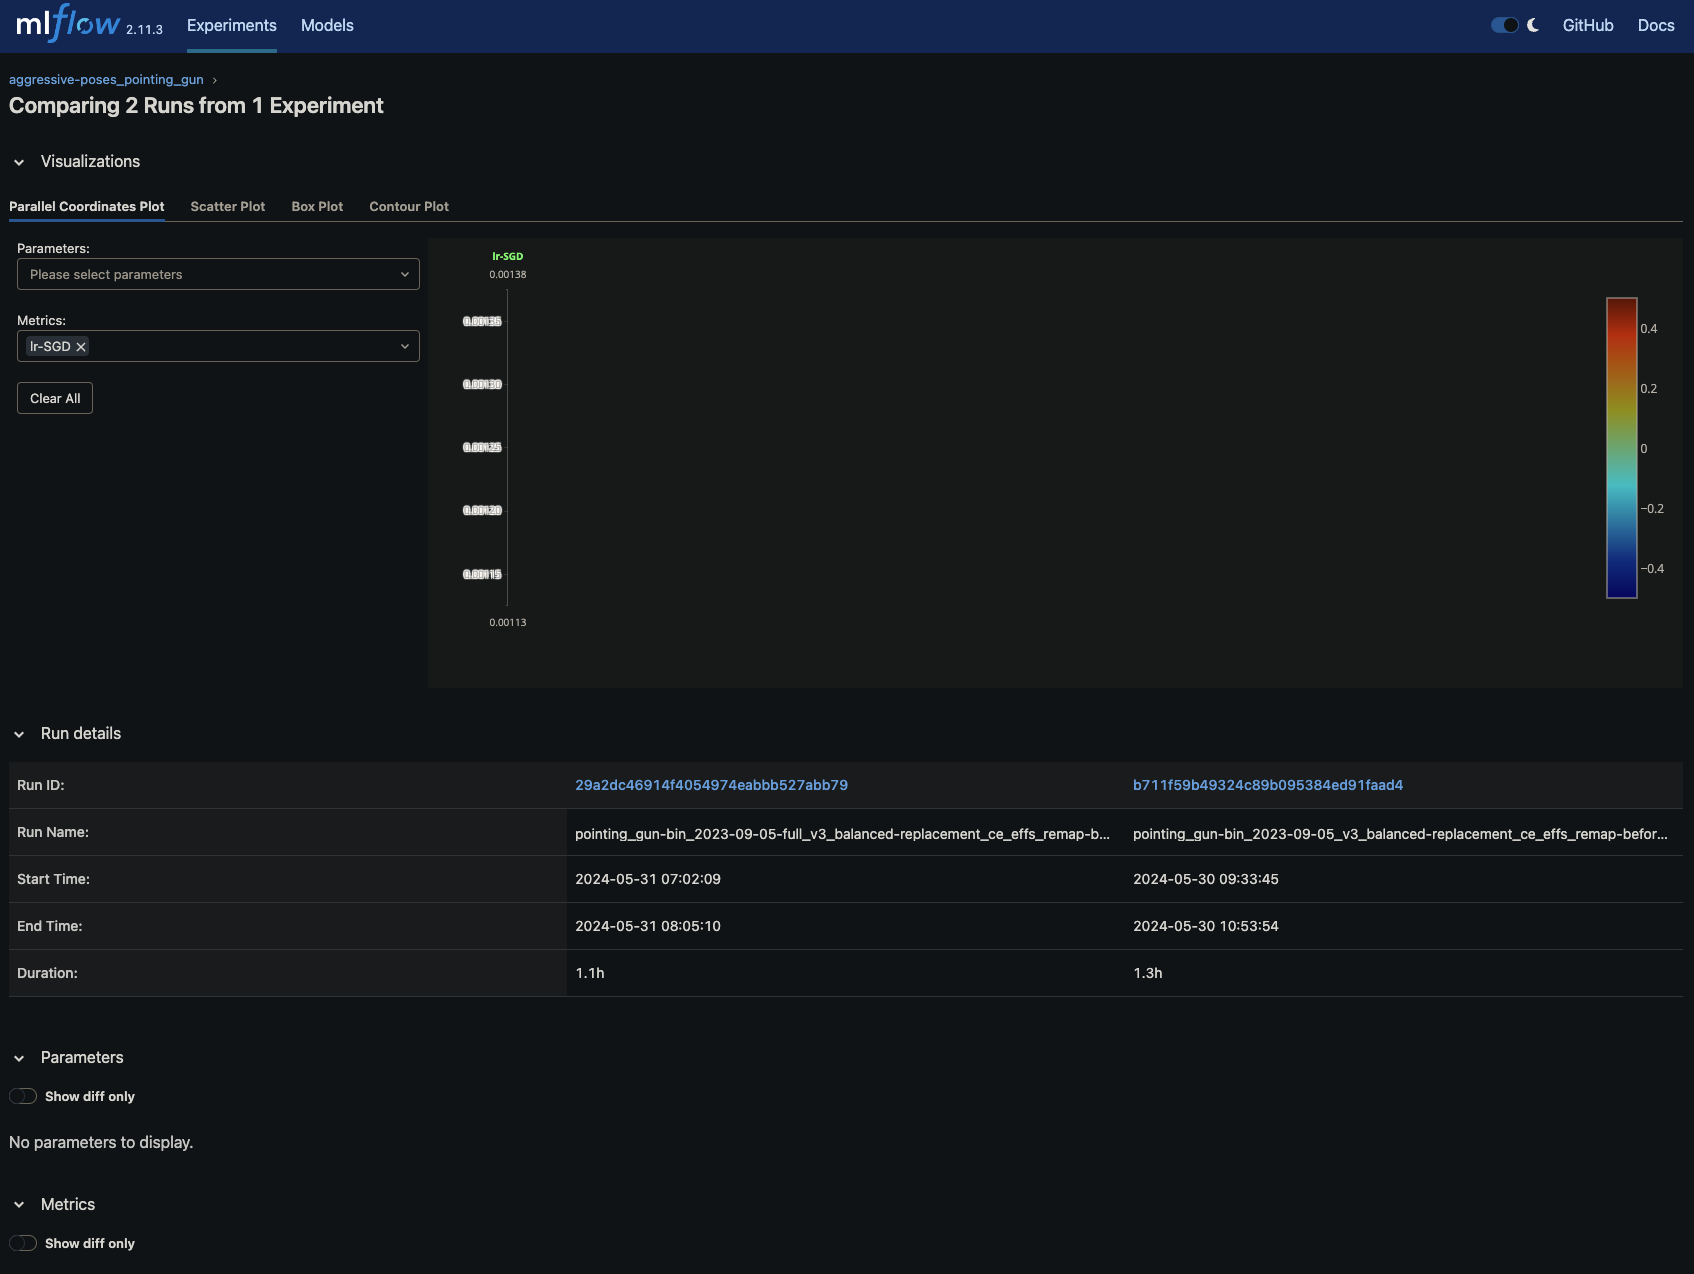 mlflow 2.11.3 Experiments Models GitHub Docs
aggressive-poses_pointing_gun ›
Comparing 2 Runs from 1 Experiment
Visualizations
Parallel Coordinates Plot Scatter Plot Box Plot Contour Plot
Parameters:
Please select parameters
Metrics:
lr-SGD
Clear All
lr-SGD
0.00138
0.00135
0.00130
0.00125
0.00120
0.00115
0.00113
0.4
0.2
0
−0.2
−0.4
Run details
Run ID: 29a2dc46914f4054974eabbb527abb79 b711f59b49324c89b095384ed91faad4
Run Name: pointing_gun-bin_2023-09-05-full_v3_balanced-replacement_ce_effs_remap-b... pointing_gun-bin_2023-09-05_v3_balanced-replacement_ce_effs_remap-befor...
Start Time: 2024-05-31 07:02:09 2024-05-30 09:33:45
End Time: 2024-05-31 08:05:10 2024-05-30 10:53:54
Duration: 1.1h 1.3h
Parameters
Show diff only
No parameters to display.
Metrics
Show diff only